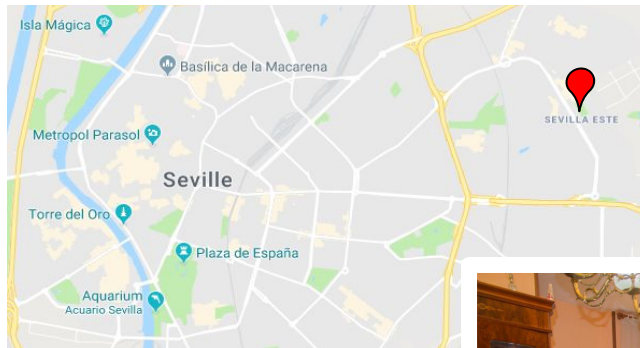 Isla Mágica
Basílica de la Macarena
SEVILLA ESTE
Metropol Parasol
Seville
Torre del Oro
Plaza de España
Aquarium
Acuario Sevilla